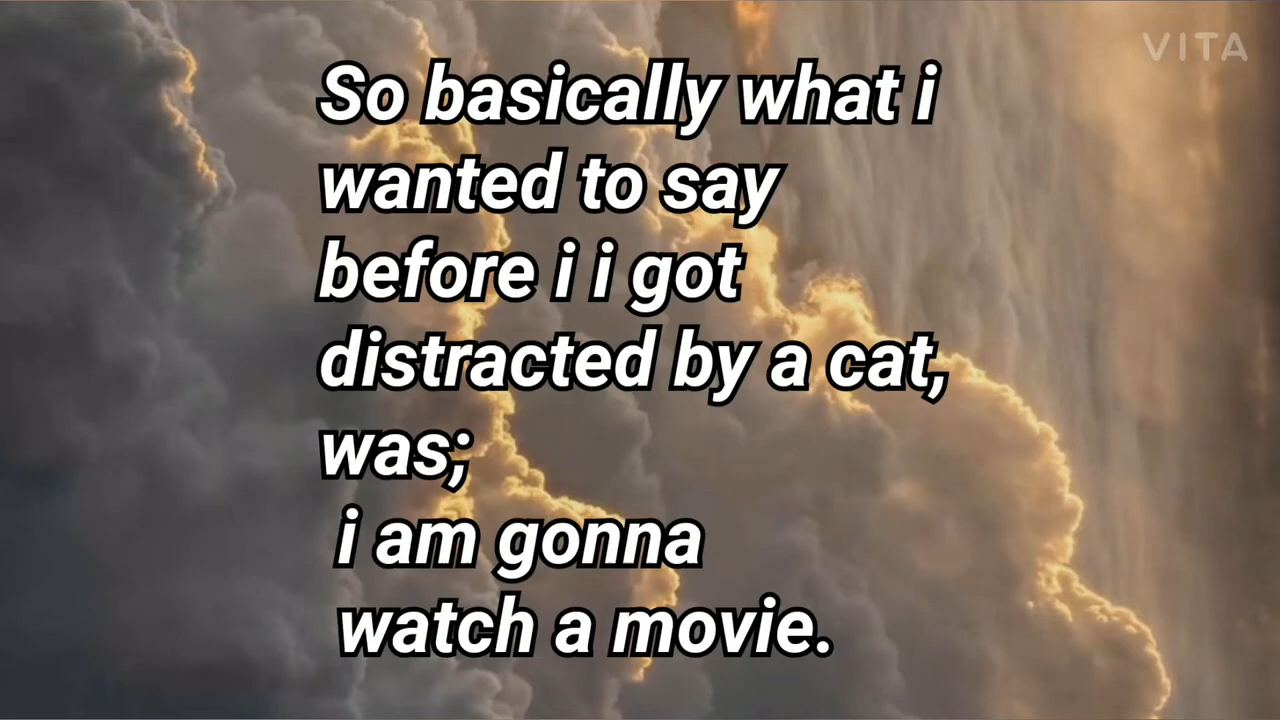 VITA
So basically what i
wanted to say
before i i got
distracted by a cat,
was;
i am gonna
watch a movie.